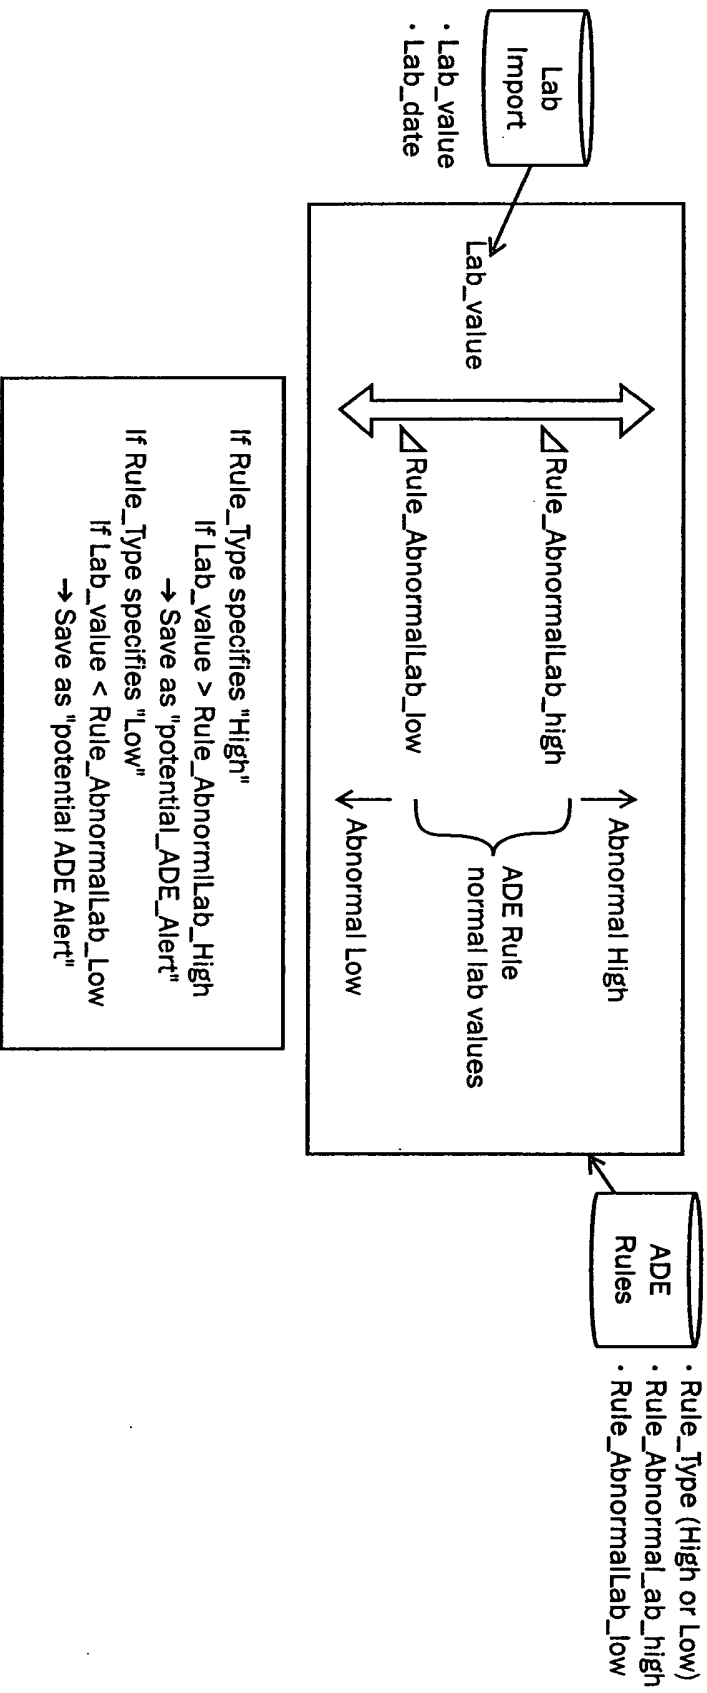 Lab
Import
· Lab_value
· Lab_date
Lab_value
Rule_AbnormalLab_high
Rule_AbnormalLab_low
Abnormal High
ADE Rule
normal lab values
Abnormal Low
ADE
Rules
· Rule_Type (High or Low)
· Rule_Abnormal_ab_high
· Rule_AbnormalLab_low
If Rule_Type specifies "High"
If Lab_value > Rule_AbnormlLab_High
→ Save as "potential_ADE_Alert"
If Rule_Type specifies "Low"
If Lab_value < Rule_AbnormalLab_Low
→ Save as "potential ADE Alert"